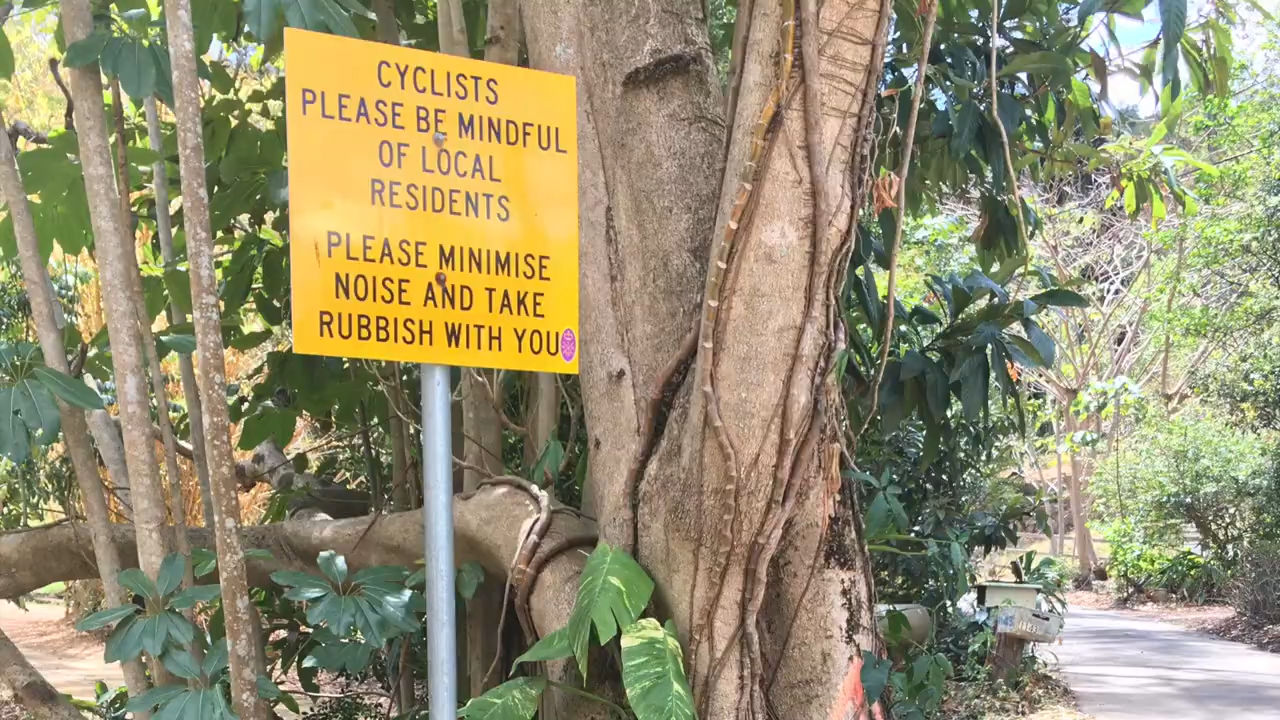 CYCLISTS
PLEASE BE MINDFUL
OF LOCAL
RESIDENTS
PLEASE MINIMISE
NOISE AND TAKE
RUBBISH WITH YOU